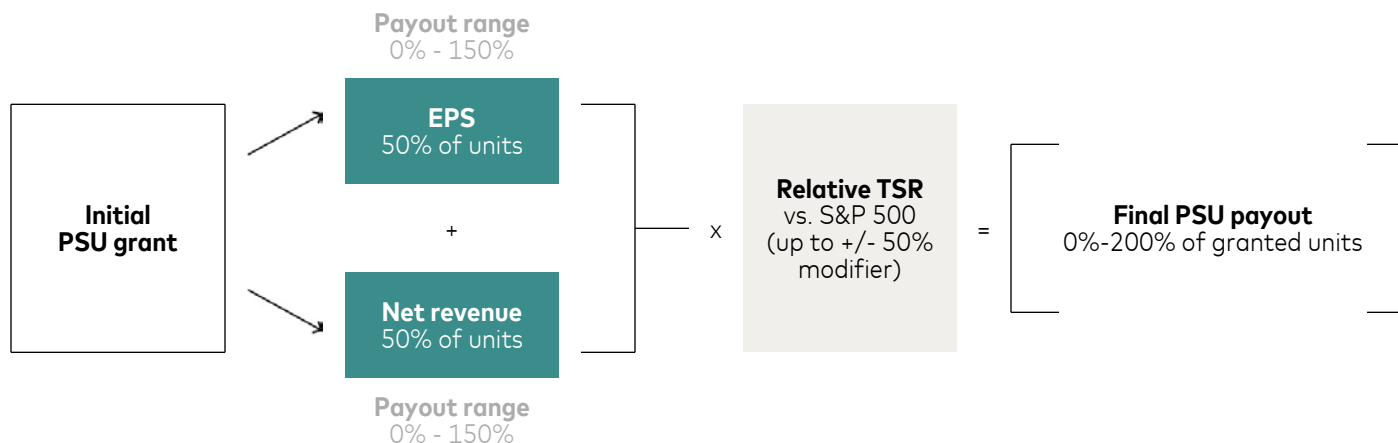 Payout range
0% - 150%
Initial
PSU grant
EPS
50% of units
+
Net revenue
50% of units
Payout range
0% - 150%
x
Relative TSR
vs. S&P 500
(up to +/- 50%
modifier)
=
Final PSU payout
0%-200% of granted units